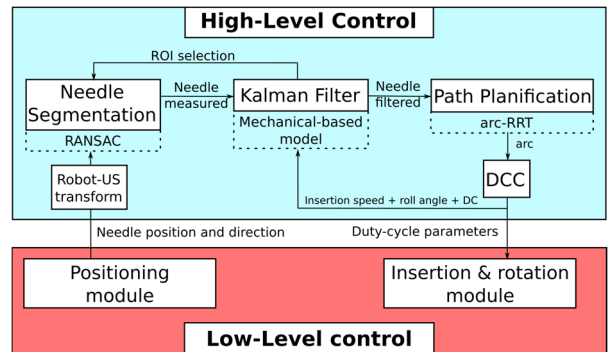 High-Level Control
ROI selection
Needle
Segmentation
RANSAC
Needle
measured
Kalman Filter
Mechanical-based
model
Needle
filtered
Path Planification
arc-RRT
arc
Robot-US
transform
DCC
Insertion speed + roll angle + DC
Needle position and direction
Duty-cycle parameters
Positioning
module
Insertion & rotation
module
Low-Level control